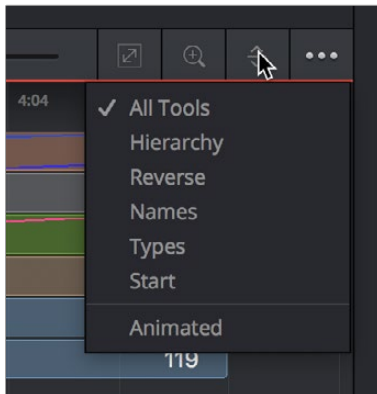 4:04
All Tools
Hierarchy
Reverse
Names
Types
Start
Animated
119